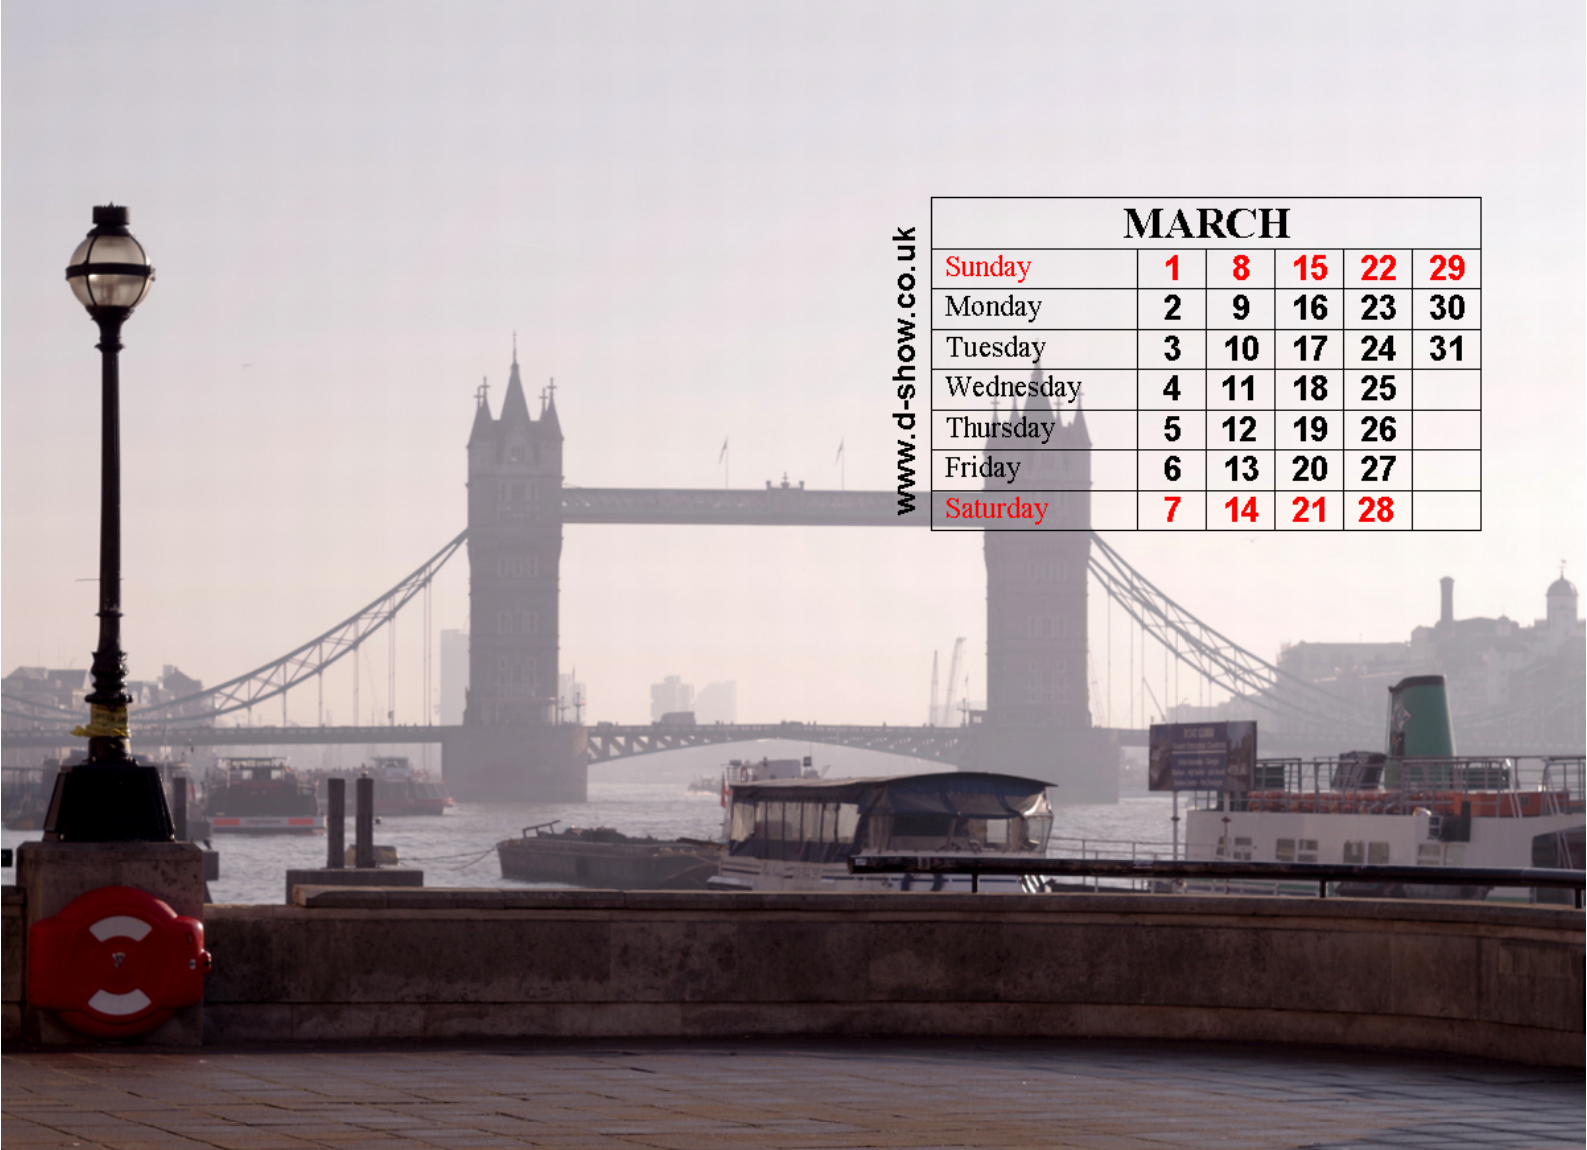 www.d-show.co.uk
MARCH
Sunday 1 8 15 22 29
Monday 2 9 16 23 30
Tuesday 3 10 17 24 31
Wednesday 4 11 18 25
Thursday 5 12 19 26
Friday 6 13 20 27
Saturday 7 14 21 28